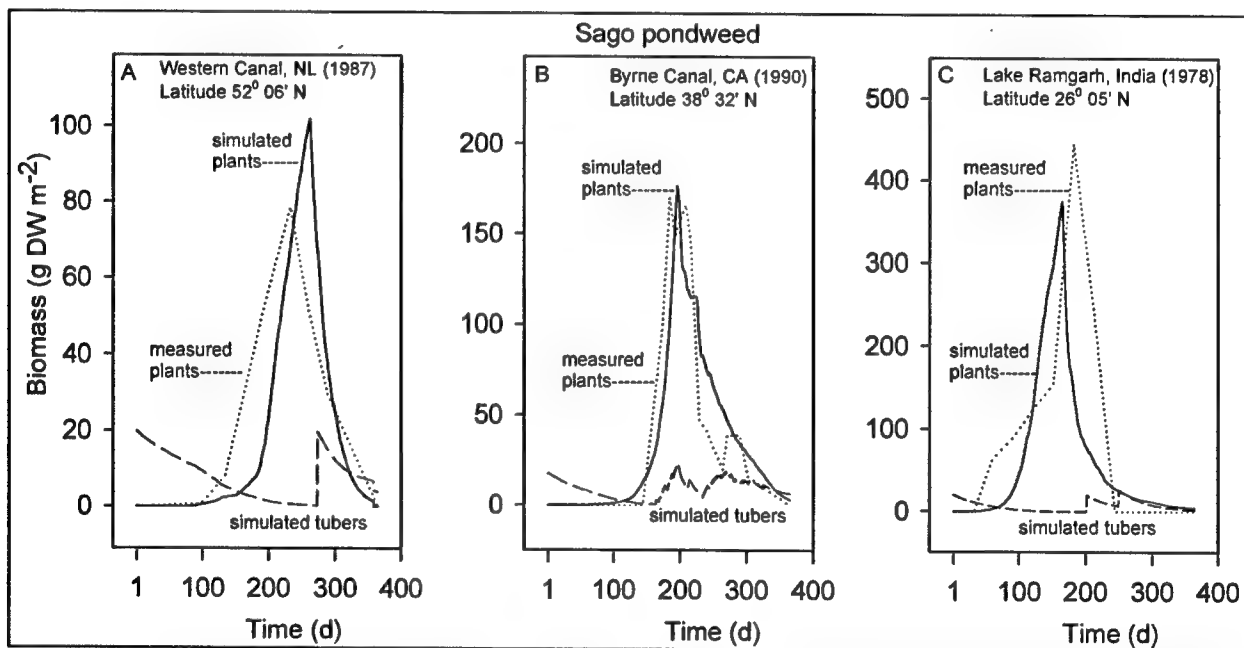 Sago pondweed
A
Western Canal, NL (1987)
Latitude 52⁰ 06' N
Biomass (g DW m⁻²)
100
80
60
40
20
0
simulated
plants
measured
plants
simulated tubers
1 100 200 300 400
Time (d)
B
Byrne Canal, CA (1990)
Latitude 38⁰ 32' N
200
150
100
50
0
simulated
plants
measured
plants
simulated tubers
1 100 200 300 400
Time (d)
C
Lake Ramgarh, India (1978)
Latitude 26⁰ 05' N
500
400
300
200
100
0
measured
plants
simulated
plants
simulated tubers
1 100 200 300 400
Time (d)